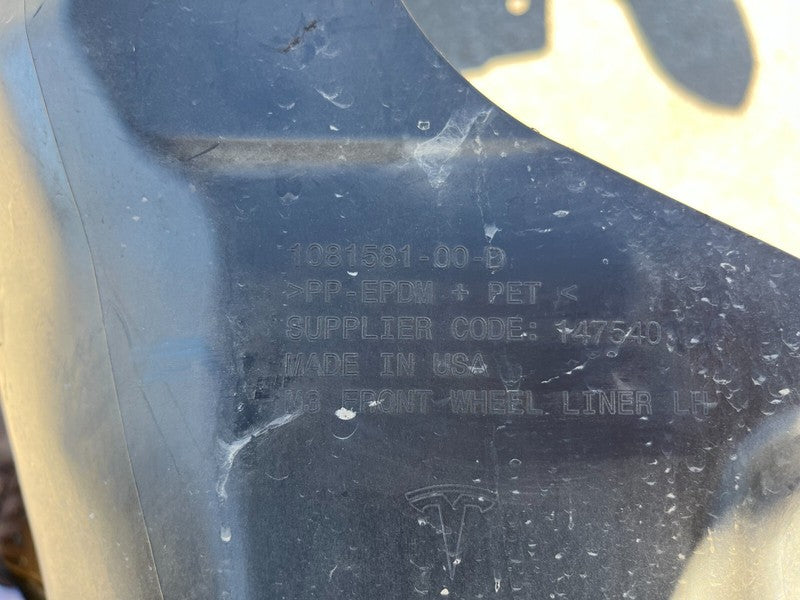 1081581-00-D
>PP-EPDM + PET <
SUPPLIER CODE: 147540
MADE IN USA
M3 FRONT WHEEL LINER LH